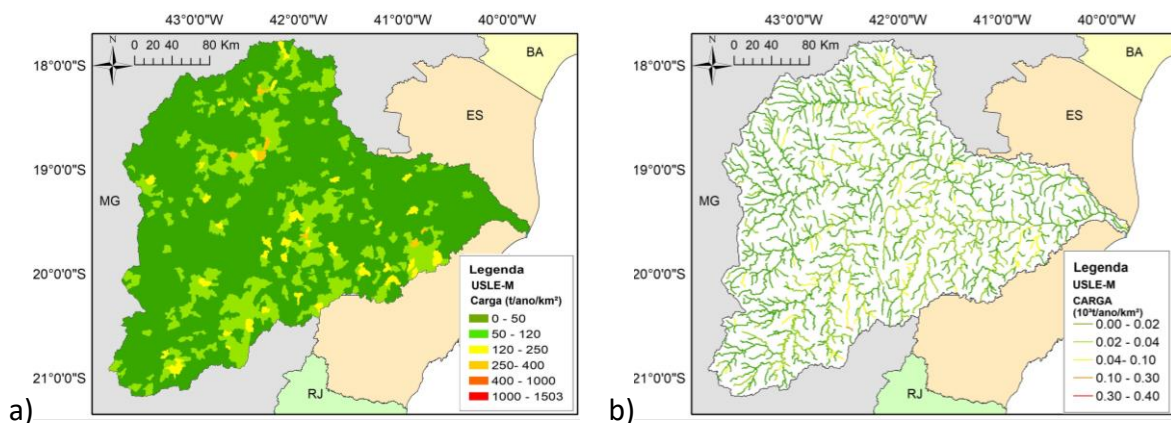 43°0'0"W 42°0'0"W 41°0'0"W 40°0'0"W
N
0 20 40 80 Km
18°0'0"S
19°0'0"S
20°0'0"S
21°0'0"S
BA
ES
MG
RJ
Legenda
USLE-M
Carga (t/ano/km²)
0 - 50
50 - 120
120 - 250
250- 400
400 - 1000
1000 - 1503
a)
43°0'0"W 42°0'0"W 41°0'0"W 40°0'0"W
N
0 20 40 80 Km
18°0'0"S
19°0'0"S
20°0'0"S
21°0'0"S
BA
ES
MG
RJ
Legenda
USLE-M
CARGA
(10³t/ano/km²)
0.00 - 0.02
0.02 - 0.04
0.04- 0.10
0.10 - 0.30
0.30 - 0.40
b)